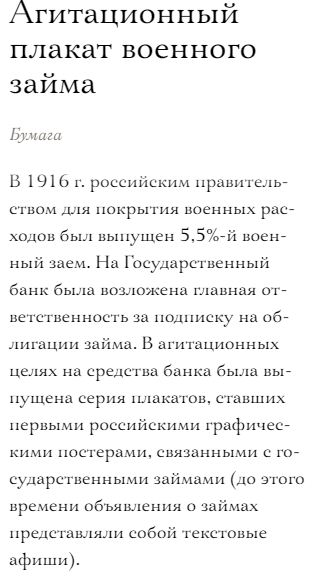 Агитационный
плакат военного
займа
Бумага
В 1916 г. российским правитель-
ством для покрытия военных рас-
ходов был выпущен 5,5%-й воен-
ный заем. На Государственный
банк была возложена главная от-
ветственность за подписку на об-
лигации займа. В агитационных
целях на средства банка была вы-
пущена серия плакатов, ставших
первыми российскими графичес-
кими постерами, связанными с го-
сударственными займами (до этого
времени объявления о займах
представляли собой текстовые
афиши).